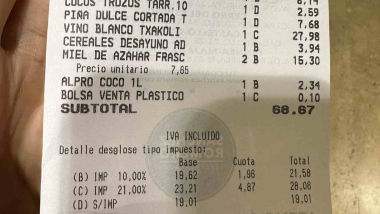 COCOS TROZOS TARR.10 1 D 2,59
PIÑA DULCE CORTADA T 1 D 7,68
VINO BLANCO TXAKOLI 1 C 27,98
CEREALES DESAYUNO AD 1 B 3,94
MIEL DE AZAHAR FRASC 2 B 15,30
Precio unitario 7,65
ALPRO COCO 1L 1 B 2,34
BOLSA VENTA PLASTICO 1 C 0,10
SUBTOTAL 68.67
IVA INCLUIDO
Detalle desglose tipo impuesto:
Base Cuota Total
(B) IMP 10,00% 19,62 1,96 21,58
(C) IMP 21,00% 23,21 4,87 28,08
(D) S/IMP 19.01 19.01